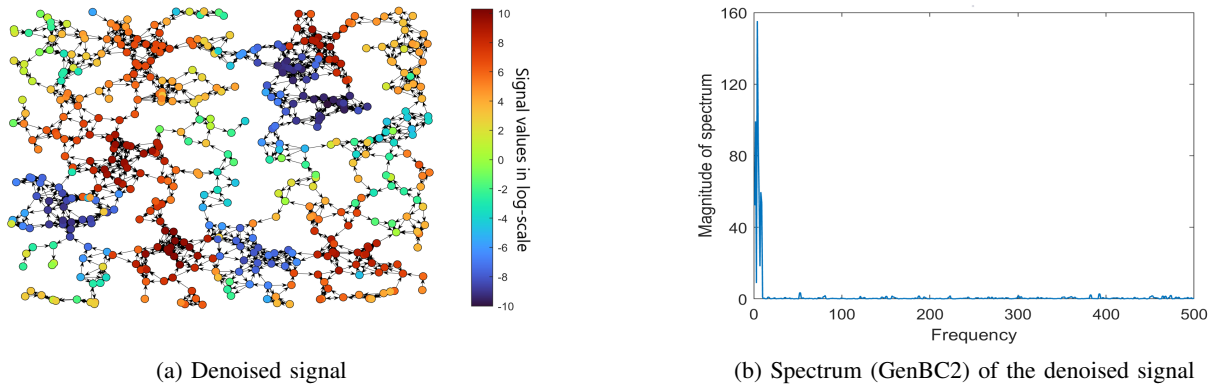 10
8
6
4
2
0
-2
-4
-6
-8
-10
Signal values in log-scale
(a) Denoised signal
160
120
80
40
0
0 100 200 300 400 500
Magnitude of spectrum
Frequency
(b) Spectrum (GenBC2) of the denoised signal